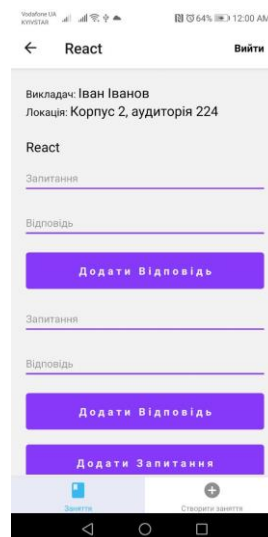 Vodafone UA
KYIVSTAR
64% 12:00 AM
React
Вийти
Викладач: Іван Іванов
Локація: Корпус 2, аудиторія 224
React
Запитання
Відповідь
Додати Відповідь
Запитання
Відповідь
Додати Відповідь
Додати Запитання
Заняття
Створити заняття